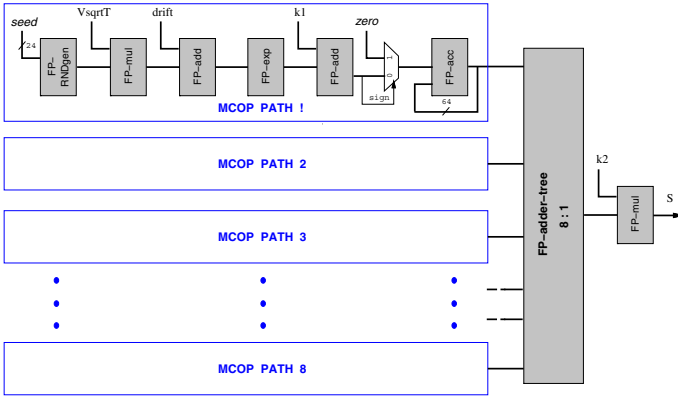 seed
VsqrtT
drift
k1
zero
24
FP-RNDgen
FP-mul
FP-add
FP-exp
FP-add
1
0
sign
FP-acc
64
MCOP PATH !
MCOP PATH 2
MCOP PATH 3
MCOP PATH 8
FP-adder-tree
8 : 1
k2
FP-mul
S